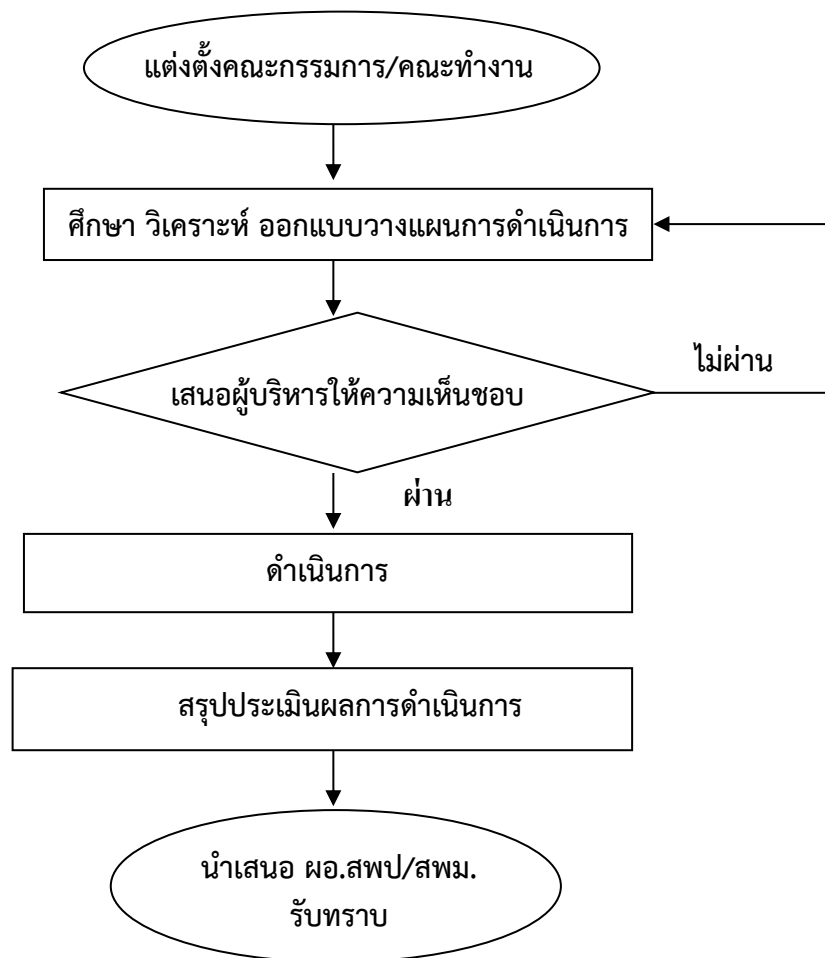 แต่งตั้งคณะกรรมการ/คณะทำงาน
ศึกษา วิเคราะห์ ออกแบบวางแผนการดำเนินการ
เสนอผู้บริหารให้ความเห็นชอบ
ไม่ผ่าน
ผ่าน
ดำเนินการ
สรุปประเมินผลการดำเนินการ
นำเสนอ ผอ.สพป/สพม.
รับทราบ